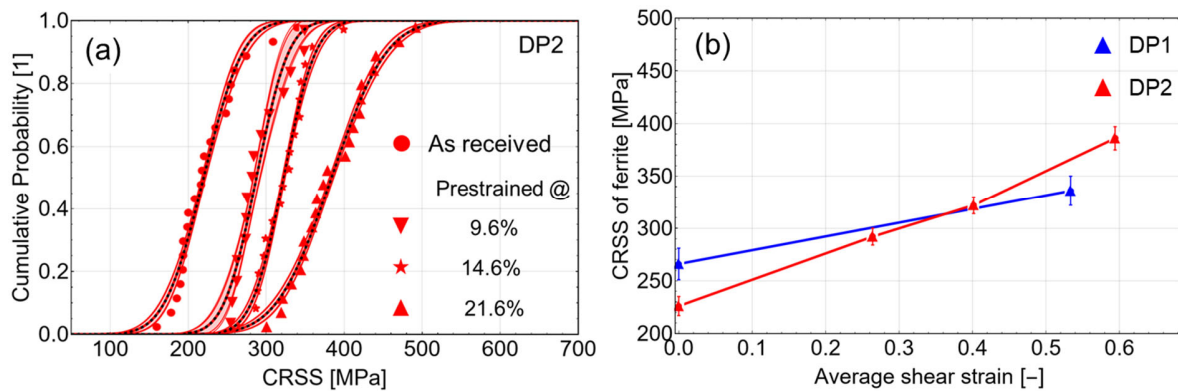 (a)
DP2
Cumulative Probability [1]
1.0
0.8
0.6
0.4
0.2
0.0
As received
Prestrained @
9.6%
14.6%
21.6%
100 200 300 400 500 600 700
CRSS [MPa]
(b)
DP1
DP2
CRSS of ferrite [MPa]
500
450
400
350
300
250
200
0.0 0.1 0.2 0.3 0.4 0.5 0.6
Average shear strain [–]